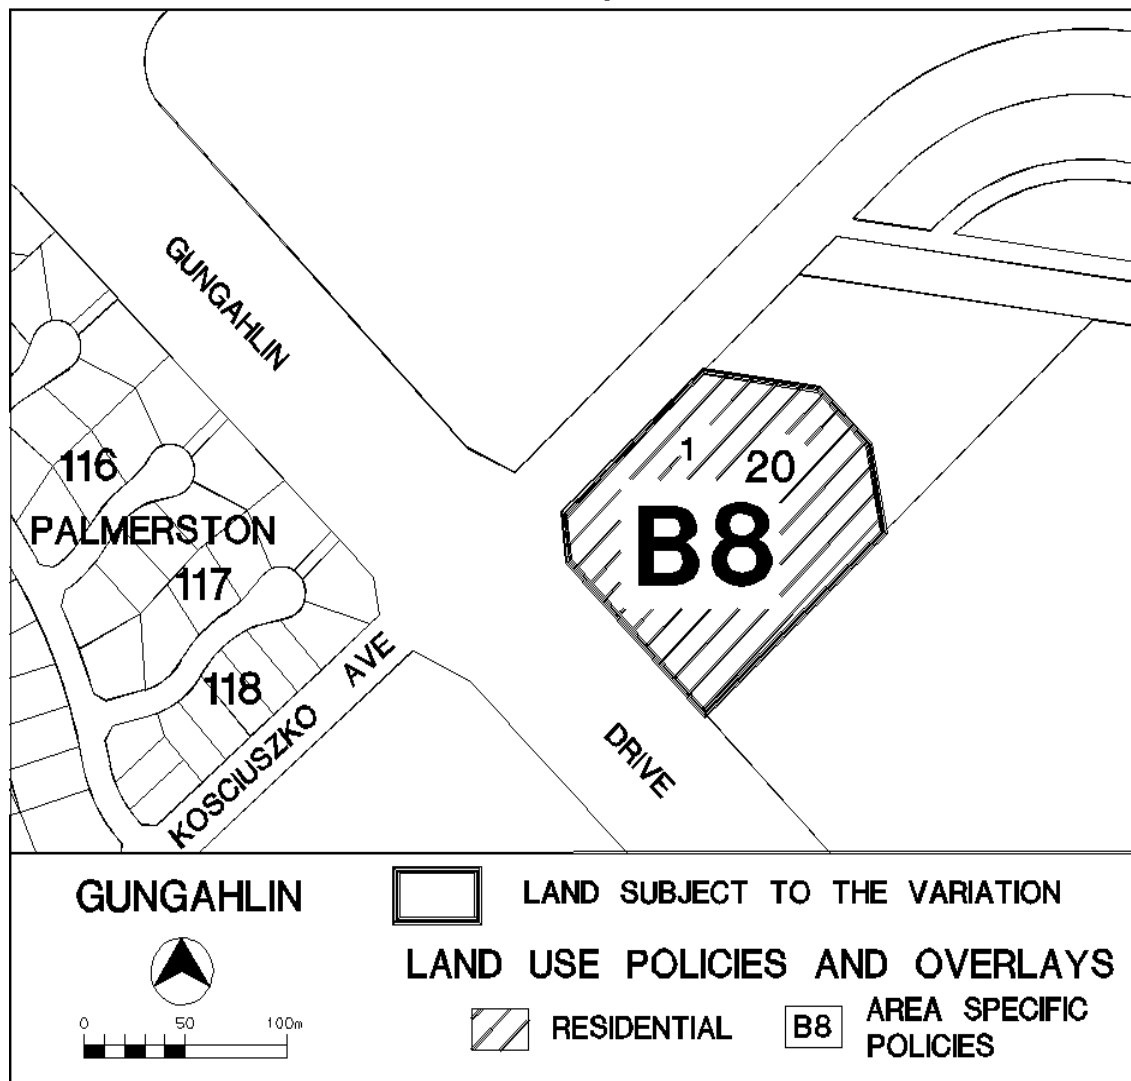 GUNGAHLIN
116
PALMERSTON
117
118
KOSCIUSZKO AVE
1
20
B8
DRIVE
GUNGAHLIN
LAND SUBJECT TO THE VARIATION
LAND USE POLICIES AND OVERLAYS
0 50 100m
RESIDENTIAL
B8
AREA SPECIFIC
POLICIES